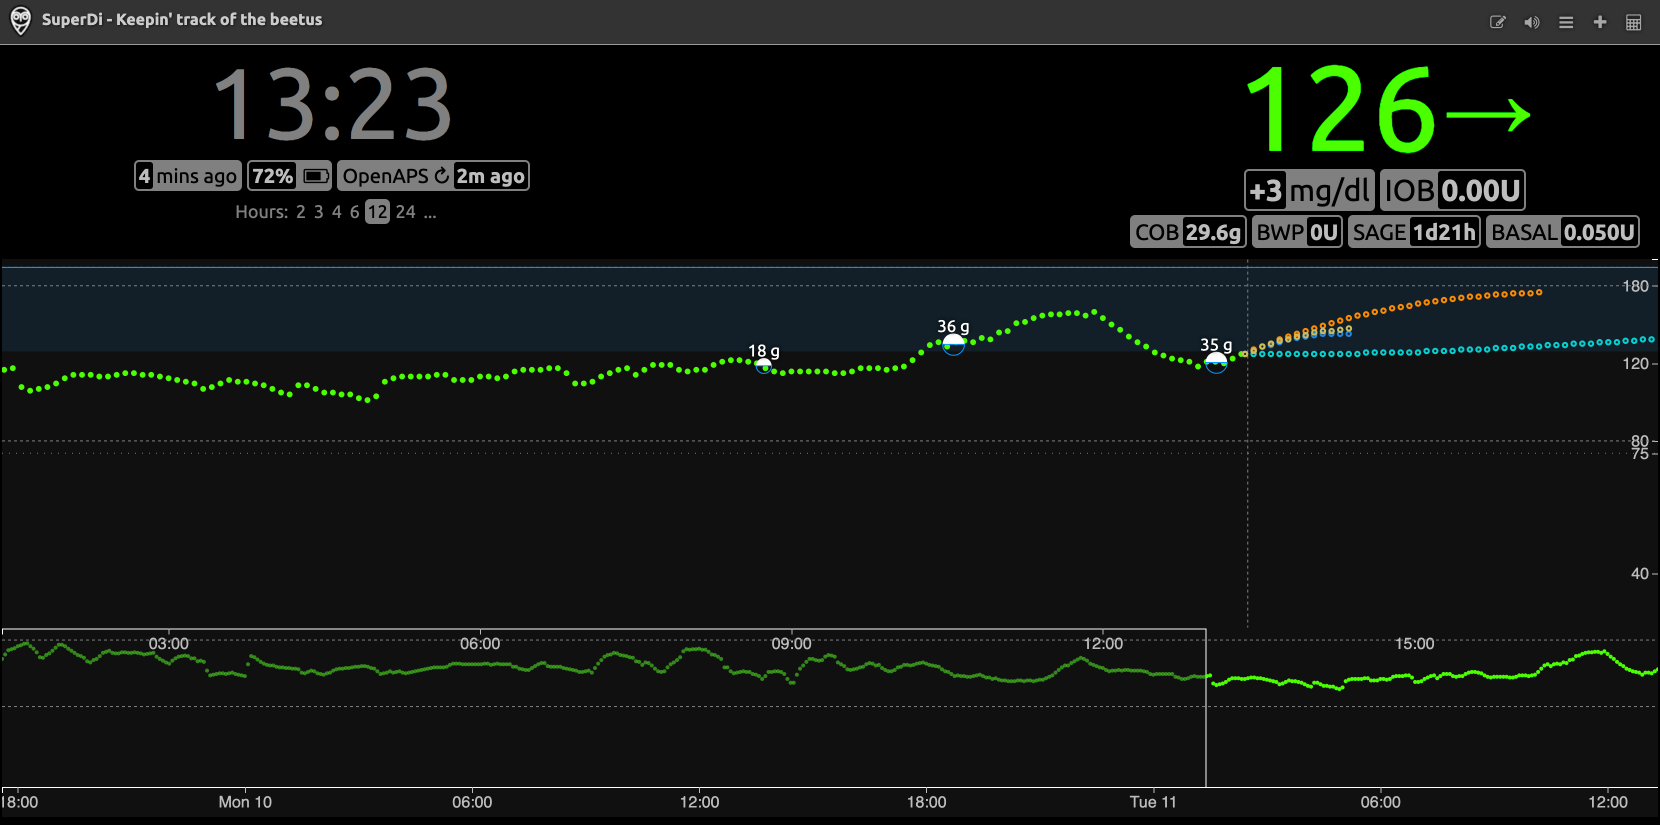 SuperDi - Keepin' track of the beetus
13:23
4 mins ago 72% OpenAPS 2m ago
Hours: 2 3 4 6 12 24 ...
126→
+3 mg/dl IOB 0.00U
COB 29.6g BWP 0U SAGE 1d21h BASAL 0.050U
180
36 g
35 g
18 g
120
80
75
40
03:00 06:00 09:00 12:00 15:00
18:00 Mon 10 06:00 12:00 18:00 Tue 11 06:00 12:00